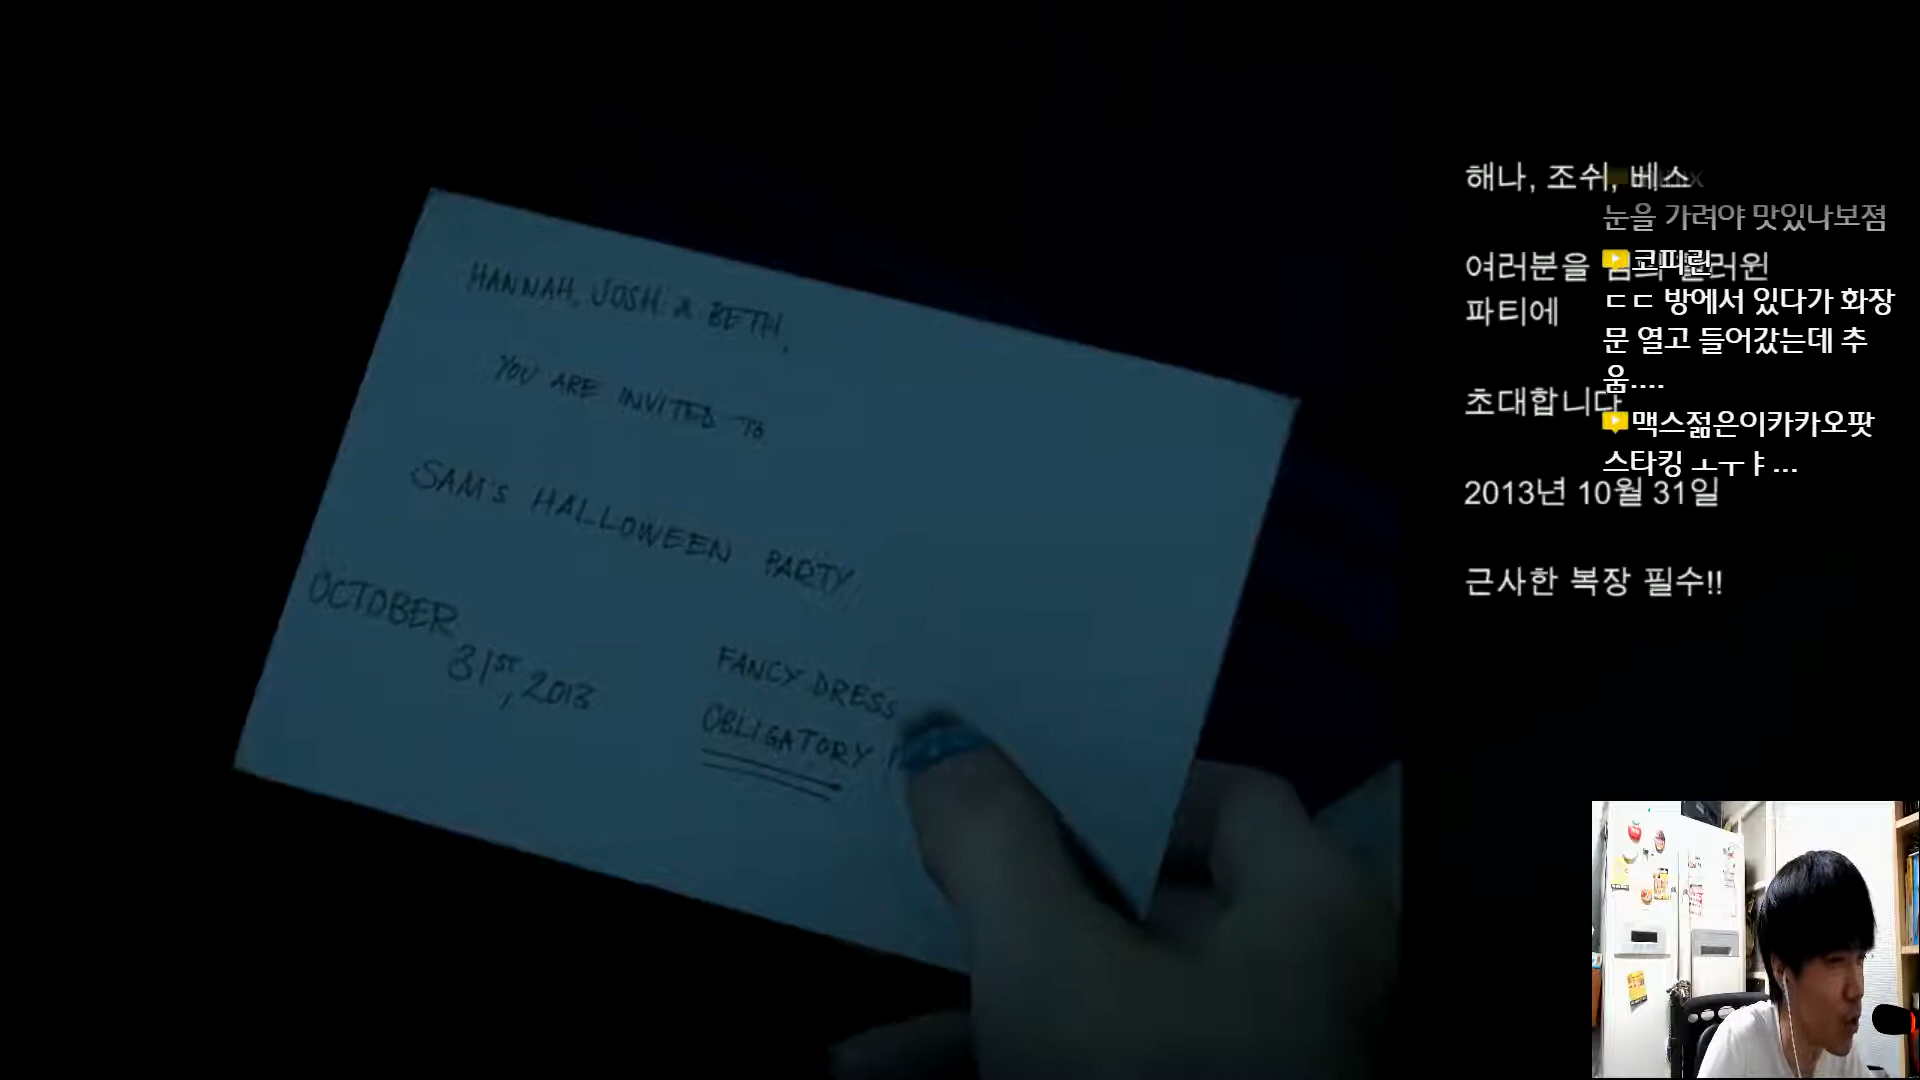 HANNAH, JOSH & BETH,
YOU ARE INVITED TO
SAM'S HALLOWEEN PARTY
OCTOBER
31ST, 2013
FANCY DRESS
OBLIGATORY
해나, 조쉬, 베스
여러분을 러윈
파티에
초대합니다
2013년 10월 31일
근사한 복장 필수!!
눈을 가려야 맛있나보졈
코피린
ㄷㄷ 방에서 있다가 화장
문 열고 들어갔는데 추
움....
맥스젊은이카카오팟
스타킹 ㅗㅜㅑ...